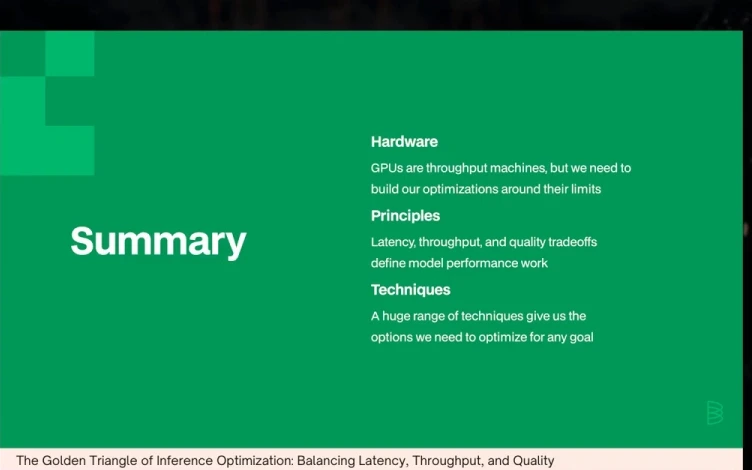 Summary
Hardware
GPUs are throughput machines, but we need to
build our optimizations around their limits
Principles
Latency, throughput, and quality tradeoffs
define model performance work
Techniques
A huge range of techniques give us the
options we need to optimize for any goal
The Golden Triangle of Inference Optimization: Balancing Latency, Throughput, and Quality